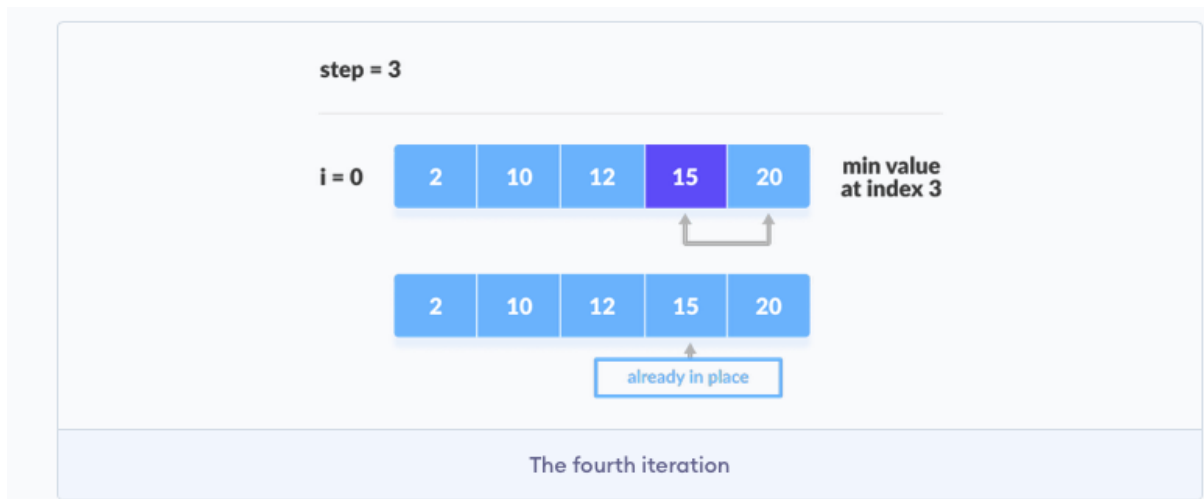 step = 3
i = 0
2 10 12 15 20
min value
at index 3
2 10 12 15 20
already in place
The fourth iteration